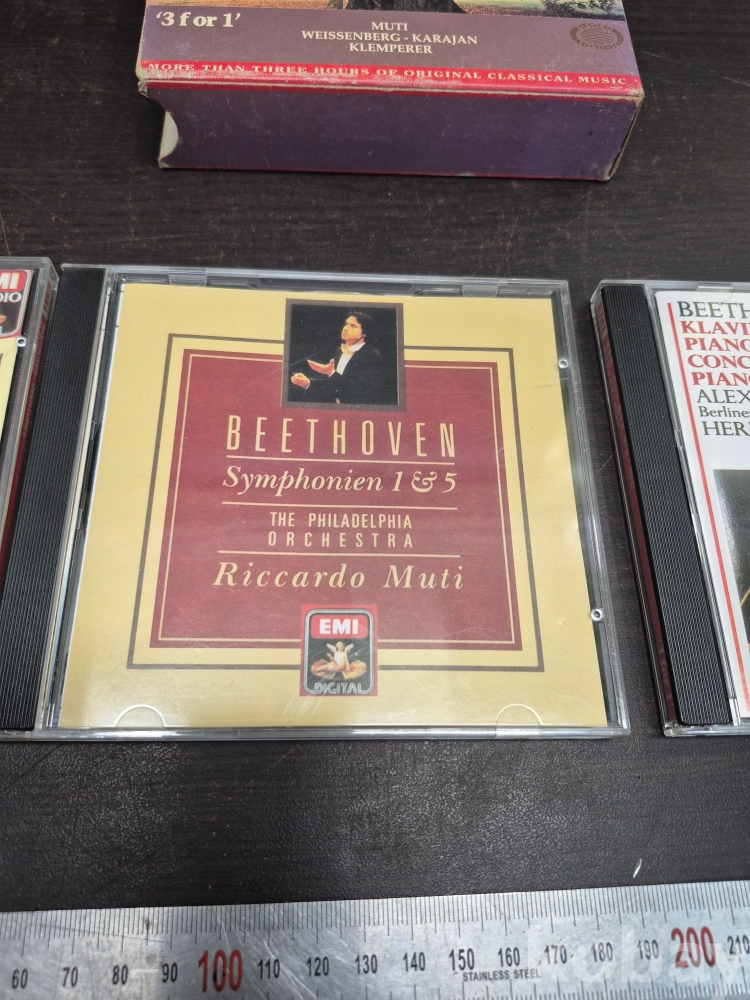 '3 for 1'
MUTI
WEISSENBERG - KARAJAN
KLEMPERER
MORE THAN THREE HOURS OF ORIGINAL CLASSICAL MUSIC
BEETHOVEN
Symphonien 1 & 5
THE PHILADELPHIA
ORCHESTRA
Riccardo Muti
EMI
DIGITAL
MI
DIO
BEETH
KLAVI
PIANO
CONC
PIANO
ALEX
Berline
HER
60 70 80 90 100 110 120 130 140 150 160 170 180 190 200 210
STAINLESS STEEL